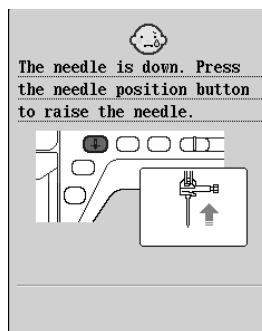 The needle is down. Press
the needle position button
to raise the needle.